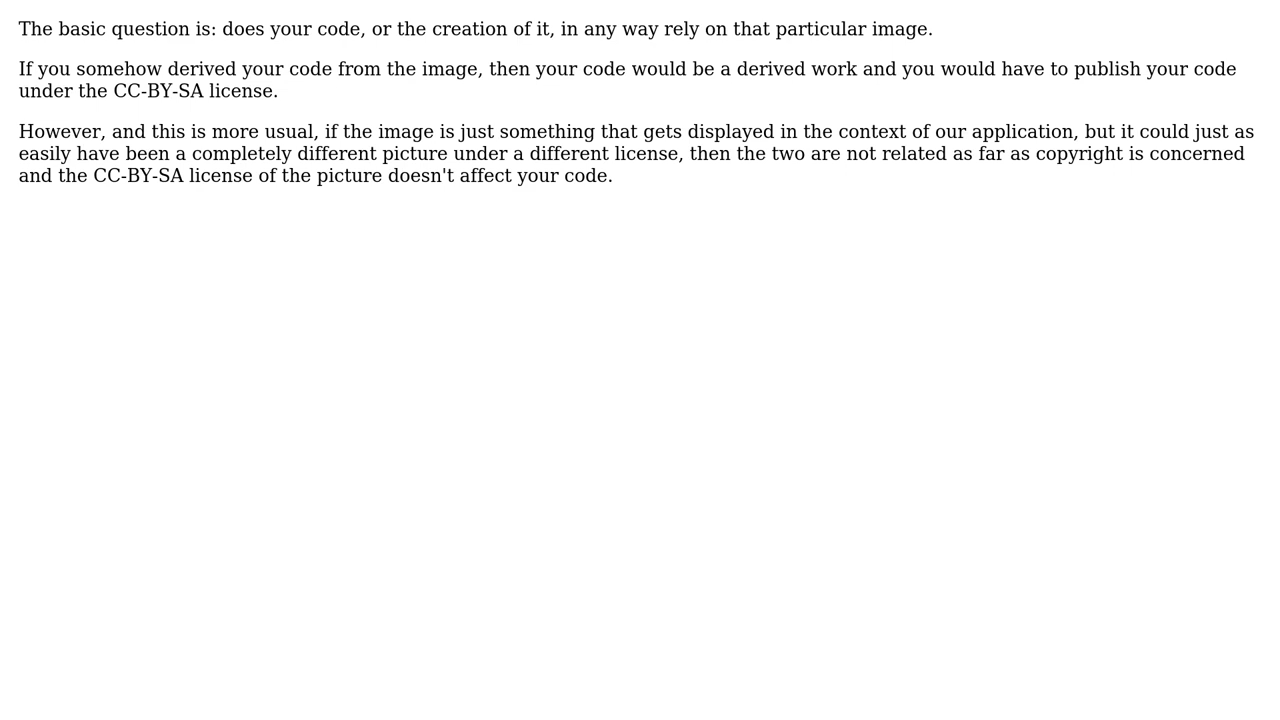 The basic question is: does your code, or the creation of it, in any way rely on that particular image.
If you somehow derived your code from the image, then your code would be a derived work and you would have to publish your code
under the CC-BY-SA license.
However, and this is more usual, if the image is just something that gets displayed in the context of our application, but it could just as
easily have been a completely different picture under a different license, then the two are not related as far as copyright is concerned
and the CC-BY-SA license of the picture doesn't affect your code.